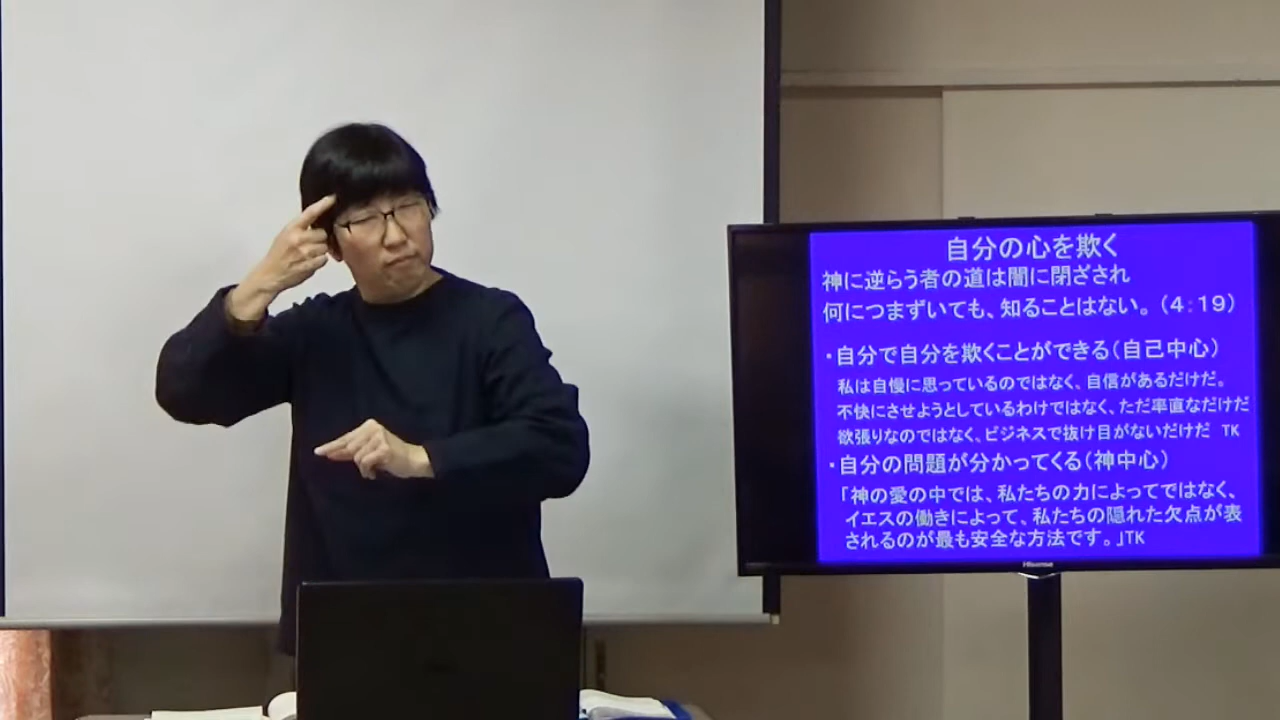 自分の心を欺く
神に逆らう者の道は闇に閉ざされ
何につまずいても、知ることはない。（４：１９）
・自分で自分を欺くことができる（自己中心）
私は自慢に思っているのではなく、自信があるだけだ。
不快にさせようとしているわけではなく、ただ率直なだけだ
欲張りなのではなく、ビジネスで抜け目がないだけだ　TK
・自分の問題が分かってくる（神中心）
「神の愛の中では、私たちの力によってではなく、
イエスの働きによって、私たちの隠れた欠点が表
されるのが最も安全な方法です。」TK
Hisense